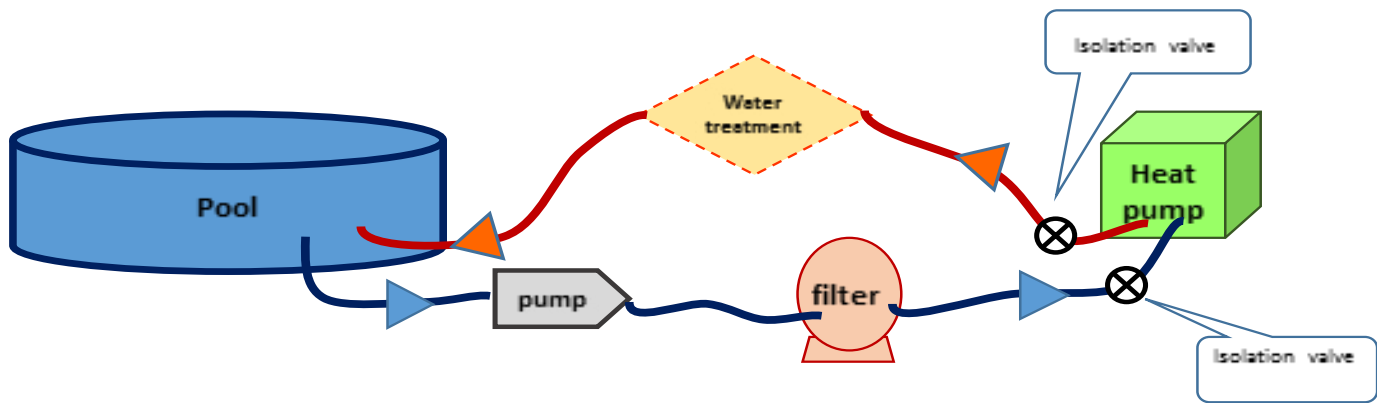 Isolation valve
Water
treatment
Heat
pump
Pool
pump
filter
Isolation valve